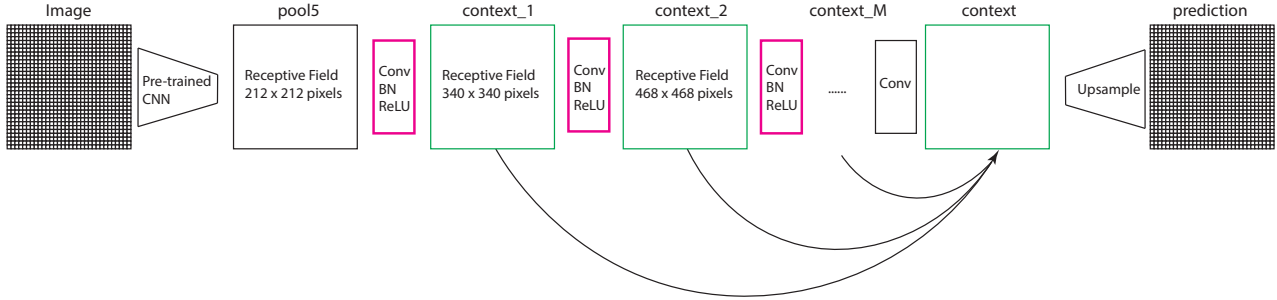 Image
pool5
context_1
context_2
context_M
context
prediction
Pre-trained
CNN
Receptive Field
212 x 212 pixels
Conv
BN
ReLU
Receptive Field
340 x 340 pixels
Conv
BN
ReLU
Receptive Field
468 x 468 pixels
Conv
BN
ReLU
......
Conv
Upsample